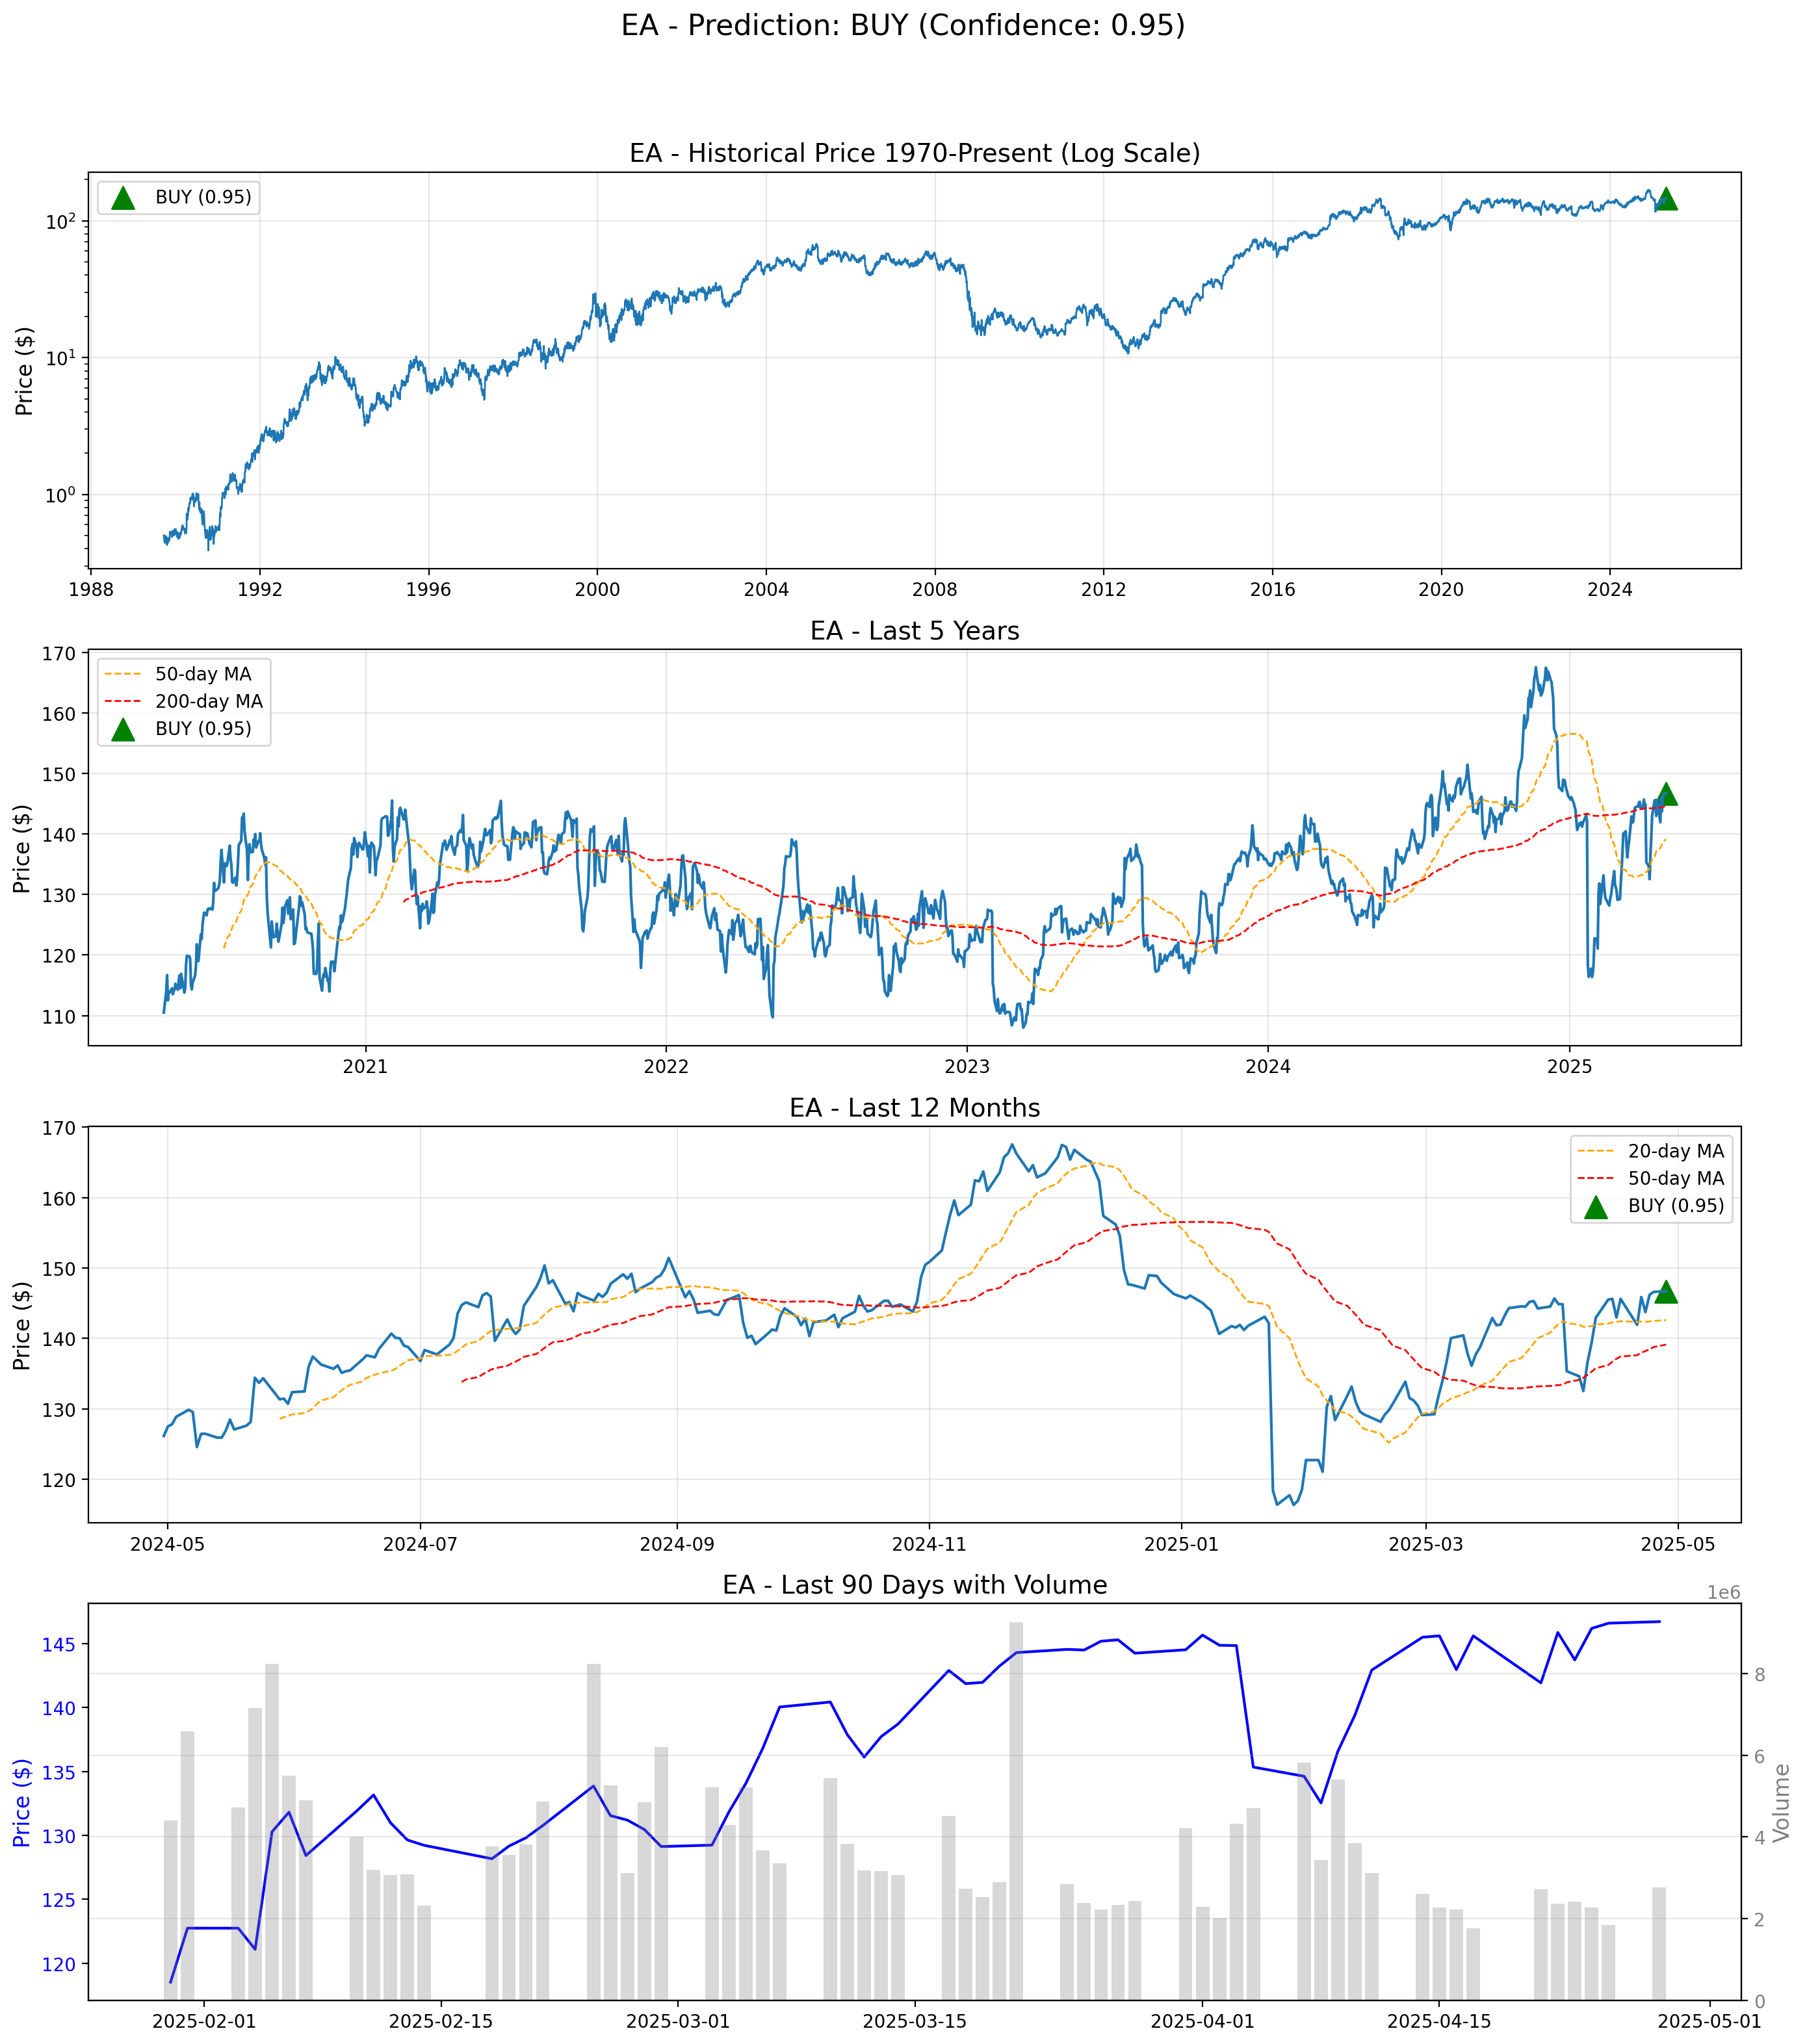 EA - Prediction: BUY (Confidence: 0.95)
EA - Historical Price 1970-Present (Log Scale)
BUY (0.95)
Price ($)
10²
10¹
10⁰
1988 1992 1996 2000 2004 2008 2012 2016 2020 2024
EA - Last 5 Years
50-day MA
200-day MA
BUY (0.95)
Price ($)
170
160
150
140
130
120
110
2021 2022 2023 2024 2025
EA - Last 12 Months
20-day MA
50-day MA
BUY (0.95)
Price ($)
170
160
150
140
130
120
2024-05 2024-07 2024-09 2024-11 2025-01 2025-03 2025-05
EA - Last 90 Days with Volume
1e6
Price ($)
145
140
135
130
125
120
8
6
4
2
0
Volume
2025-02-01 2025-02-15 2025-03-01 2025-03-15 2025-04-01 2025-04-15 2025-05-01